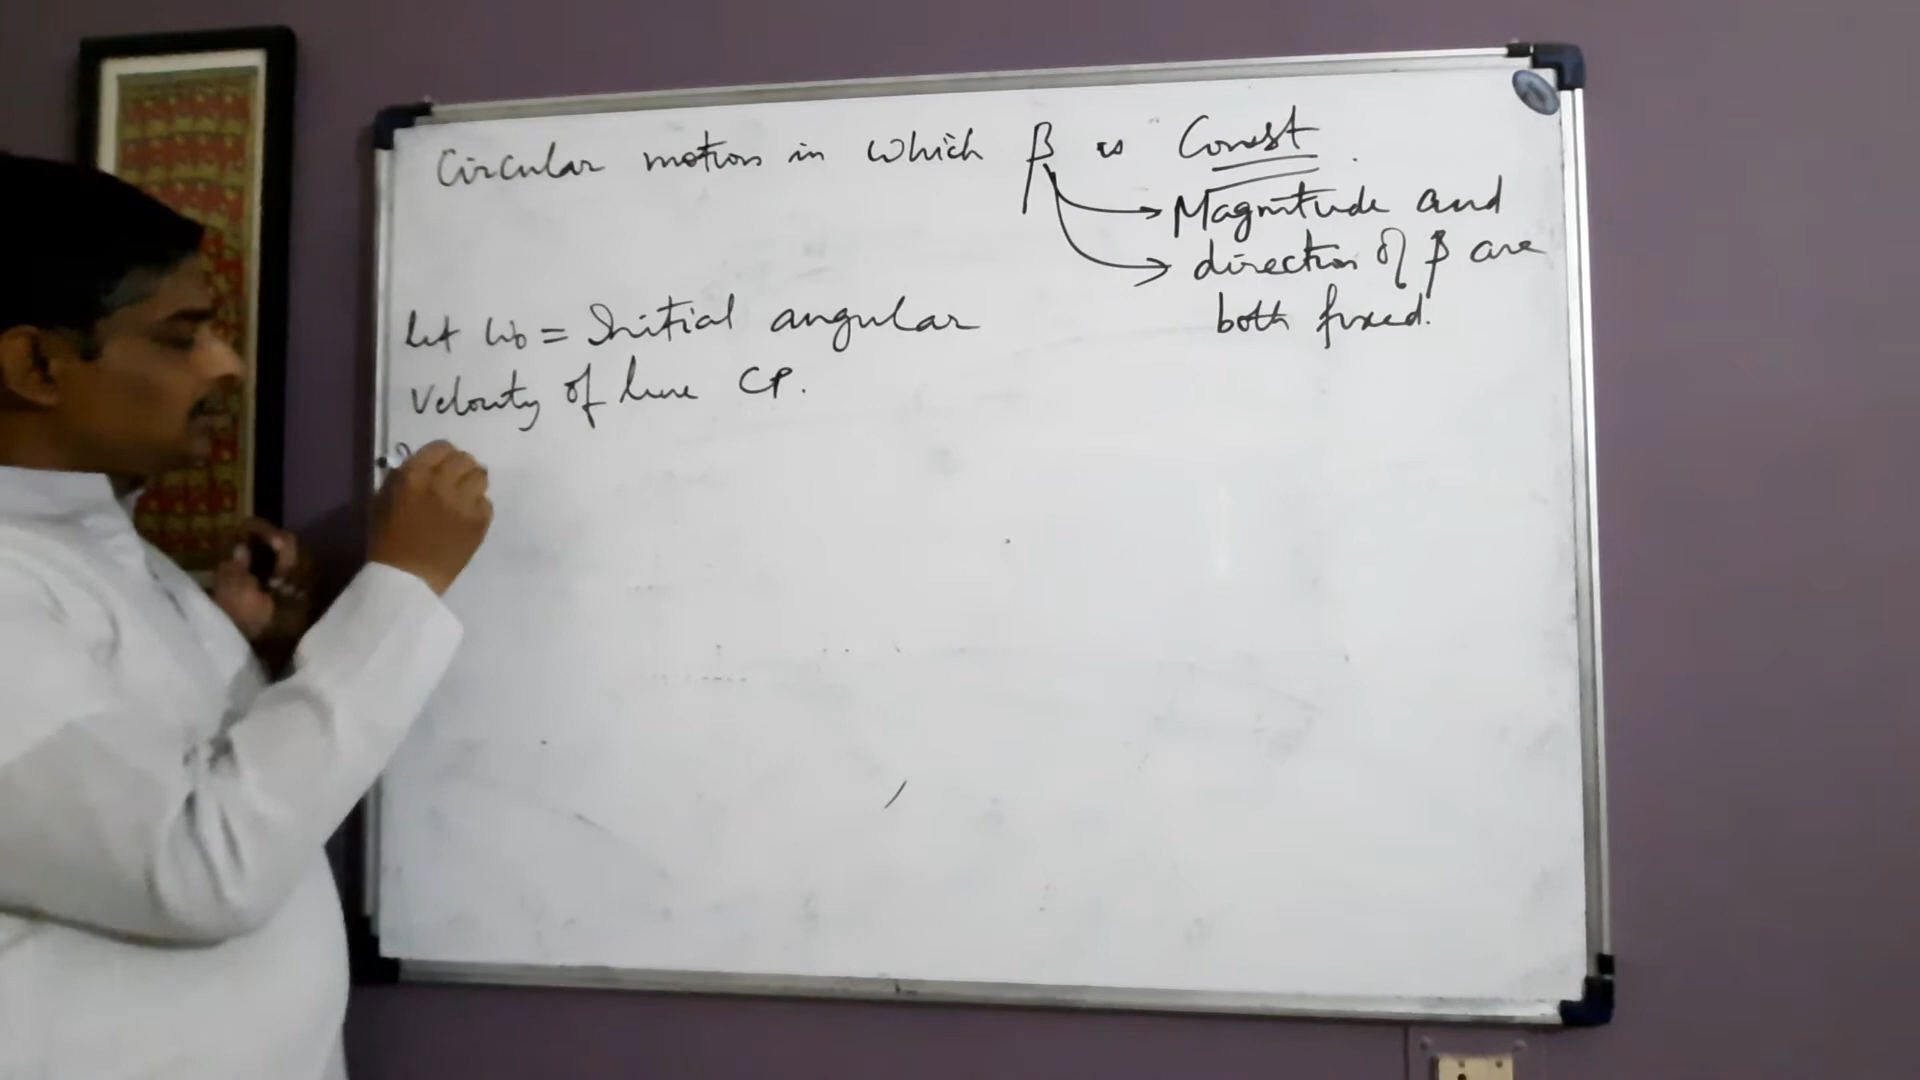 Circular motion in which β is Const.
Magnitude and
direction of β are
both fixed.
let ω₀ = Initial angular
Velocity of line CP.